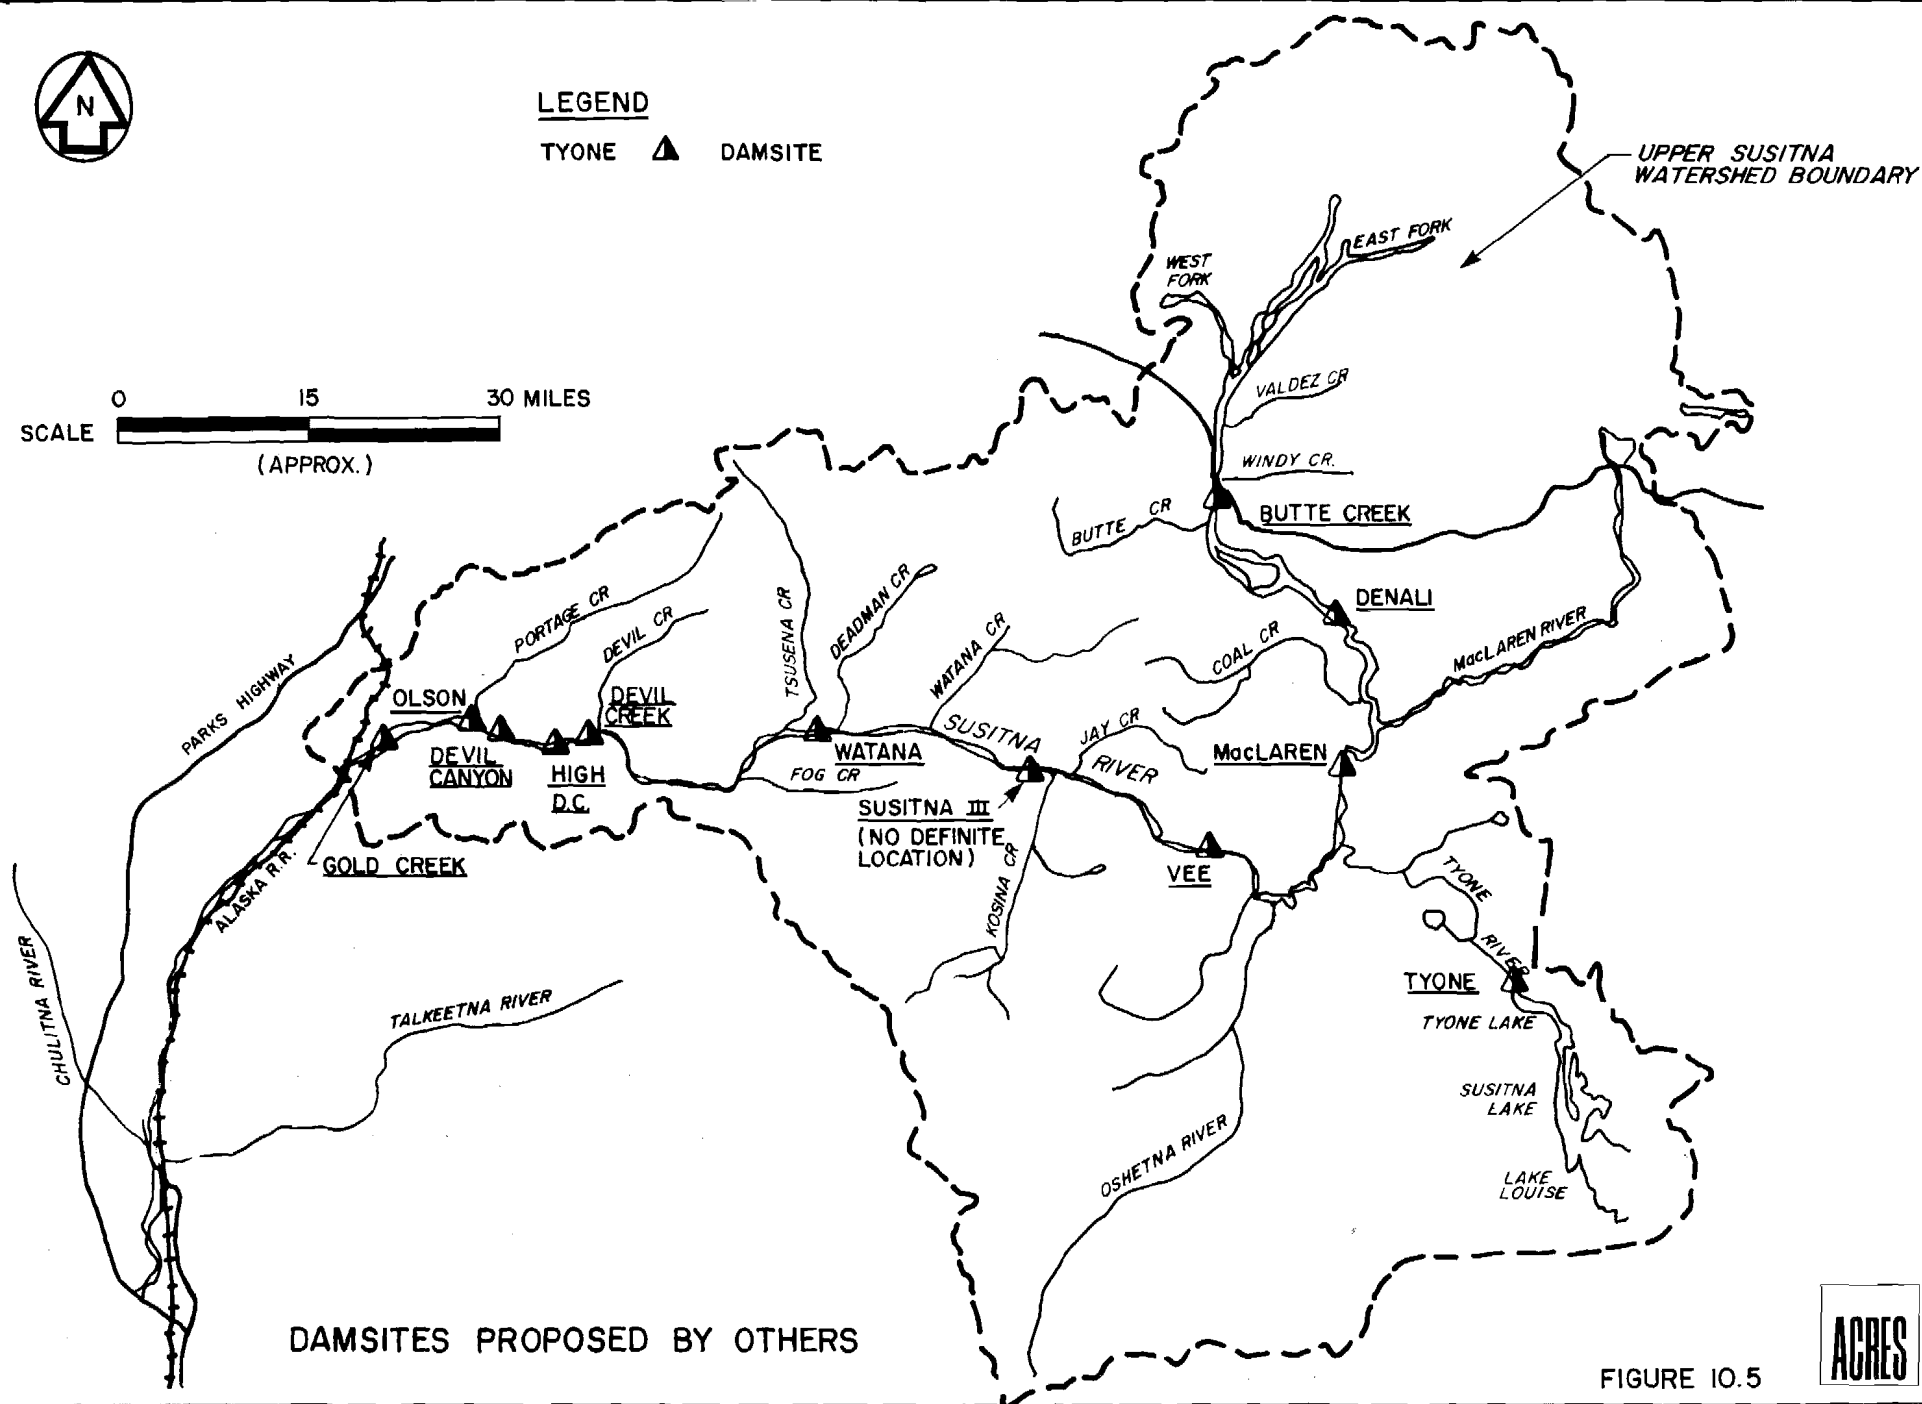 N
LEGEND
TYONE DAMSITE
UPPER SUSITNA
WATERSHED BOUNDARY
EAST FORK
WEST
FORK
VALDEZ CR
0 15 30 MILES
SCALE
(APPROX.)
WINDY CR.
BUTTE CR
BUTTE CREEK
DENALI
PORTAGE CR
DEVIL CR
TSUSENA CR
DEADMAN CR
WATANA CR
COAL CR
MacLAREN RIVER
PARKS HIGHWAY
OLSON
DEVIL
CREEK
SUSITNA
RIVER
JAY CR
MacLAREN
DEVIL
CANYON
HIGH
D.C.
WATANA
FOG CR
SUSITNA III
(NO DEFINITE
LOCATION)
VEE
GOLD CREEK
ALASKA R.R.
KOSINA CR
TYONE
RIVER
CHULITNA RIVER
TALKEETNA RIVER
TYONE
TYONE LAKE
SUSITNA
LAKE
OSHETNA RIVER
LAKE
LOUISE
DAMSITES PROPOSED BY OTHERS
FIGURE 10.5
ACRES